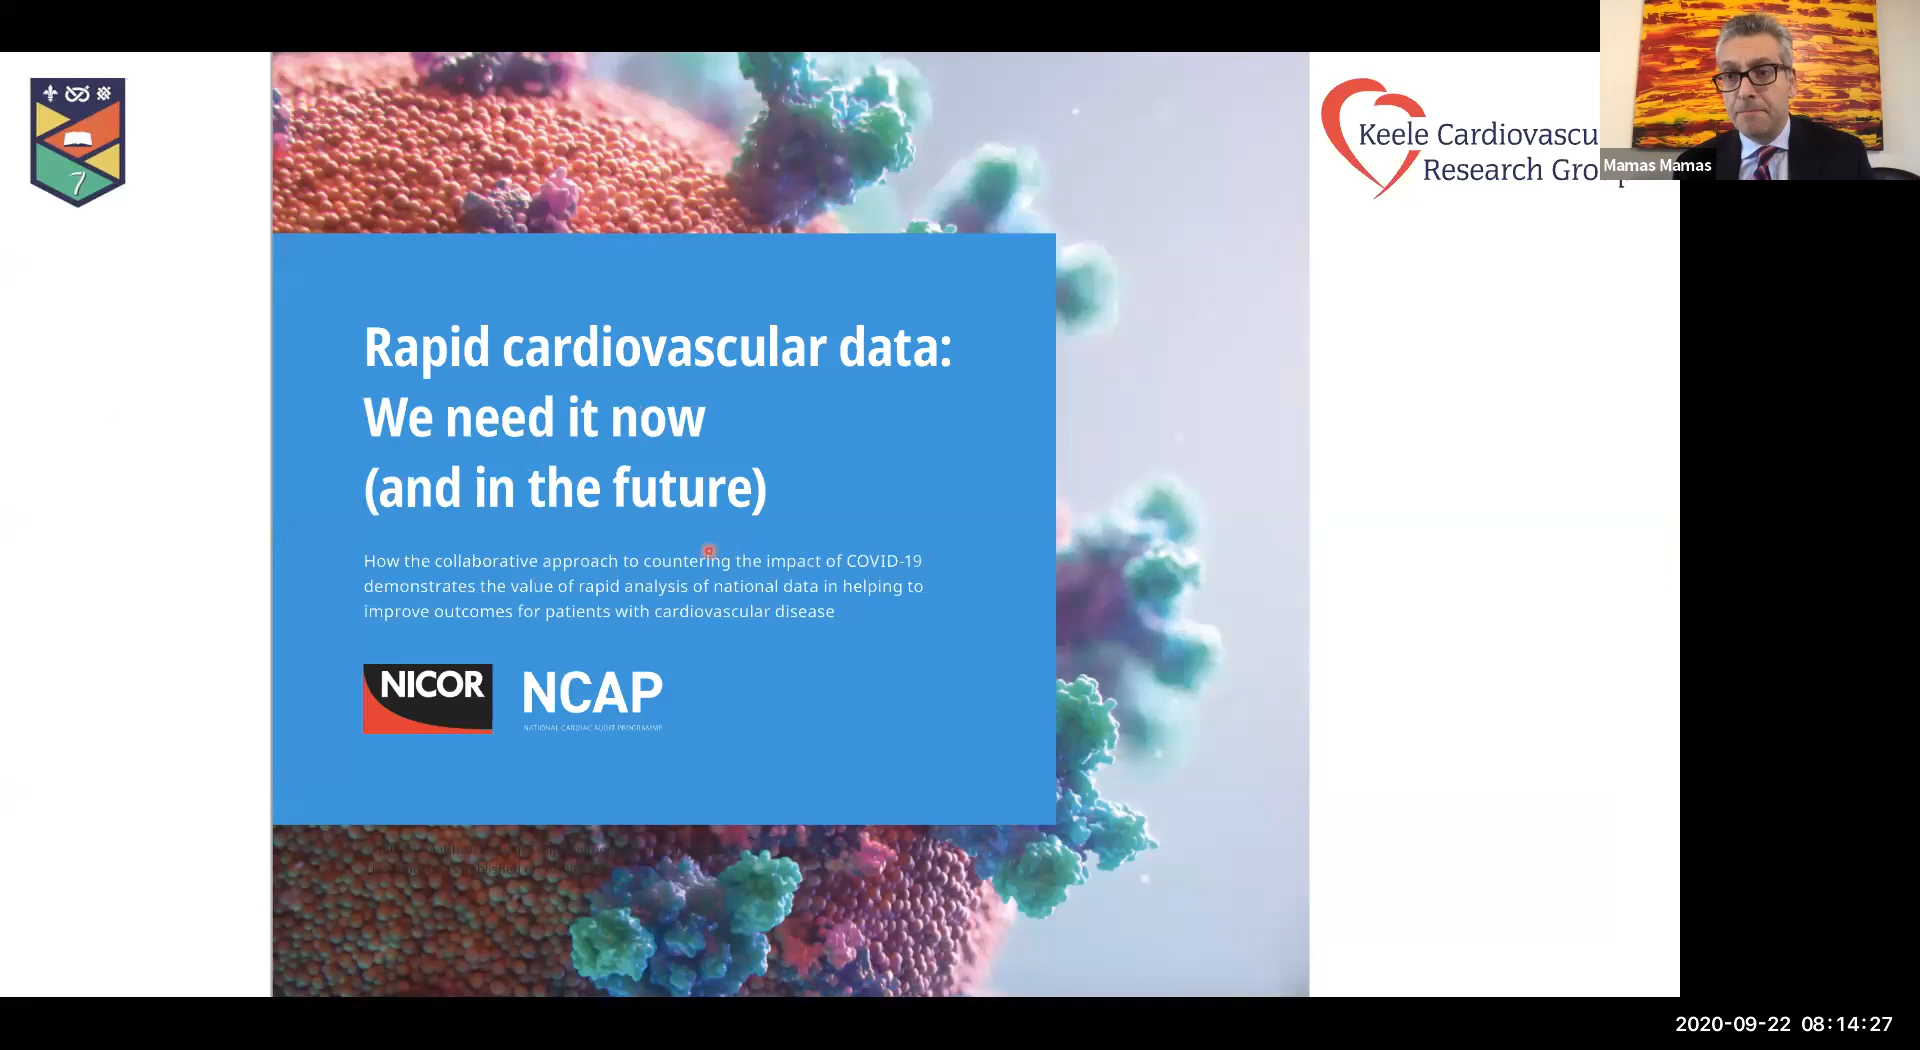 Keele Cardiovascu
Research Gro
Mamas Mamas
Rapid cardiovascular data:
We need it now
(and in the future)
How the collaborative approach to countering the impact of COVID-19
demonstrates the value of rapid analysis of national data in helping to
improve outcomes for patients with cardiovascular disease
NICOR
NCAP
NATIONAL CARDIAC AUDIT PROGRAMME
2020-09-22 08:14:27